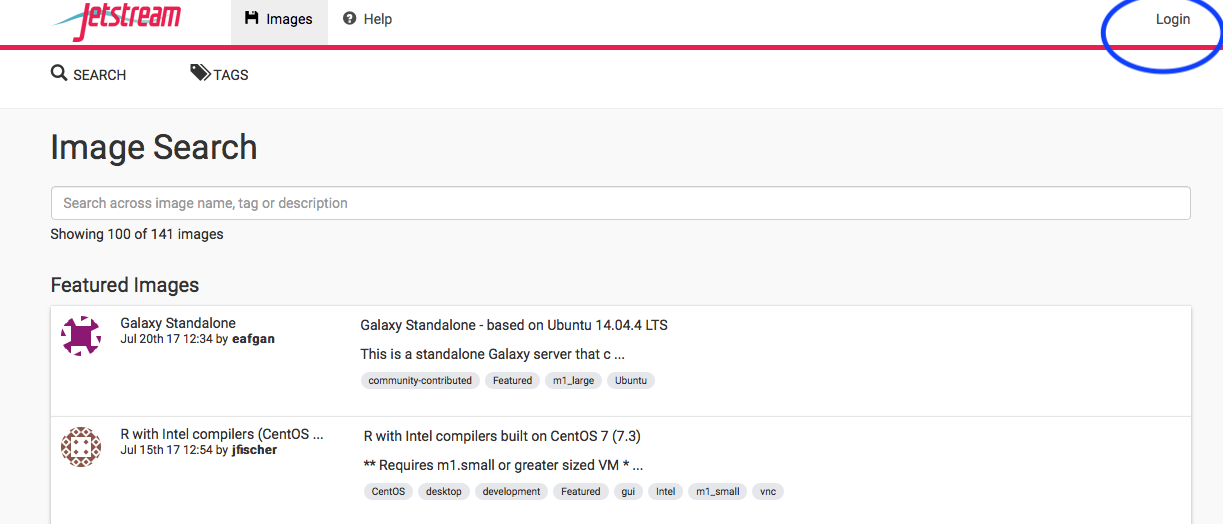 Jetstream Images Help Login
SEARCH TAGS
Image Search
Search across image name, tag or description
Showing 100 of 141 images
Featured Images
Galaxy Standalone
Jul 20th 17 12:34 by eafgan
Galaxy Standalone - based on Ubuntu 14.04.4 LTS
This is a standalone Galaxy server that c ...
community-contributed Featured m1_large Ubuntu
R with Intel compilers (CentOS ...
Jul 15th 17 12:54 by jfischer
R with Intel compilers built on CentOS 7 (7.3)
** Requires m1.small or greater sized VM * ...
CentOS desktop development Featured gui Intel m1_small vnc